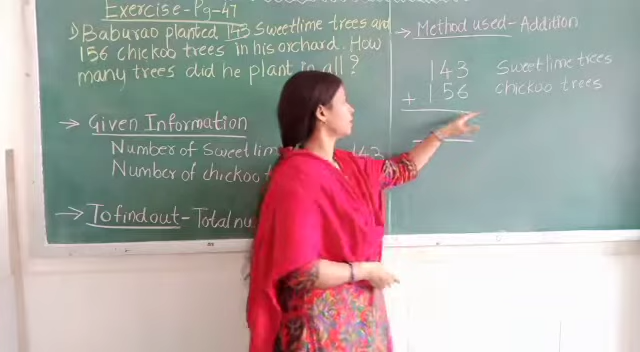 Exercise - Pg-47
1) Baburao planted 143 Sweetlime trees and
156 chickoo trees in his orchard. How
many trees did he plant in all?
→ Given Information
Number of Sweetlim 143
Number of chickoo
→ To find out - Total nu
→ Method used - Addition
143 Sweetlime trees
+ 156 chickoo trees